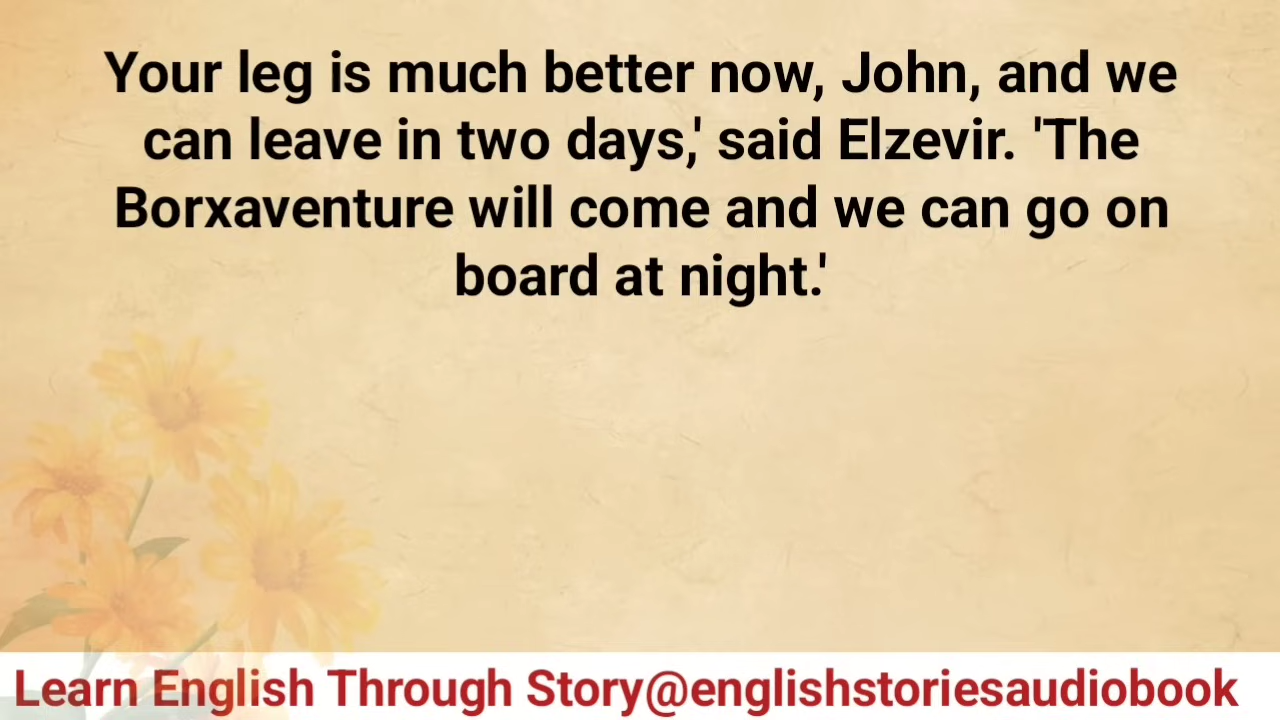 Your leg is much better now, John, and we
can leave in two days,' said Elzevir. 'The
Borxaventure will come and we can go on
board at night.'
Learn English Through Story@englishstoriesaudiobook